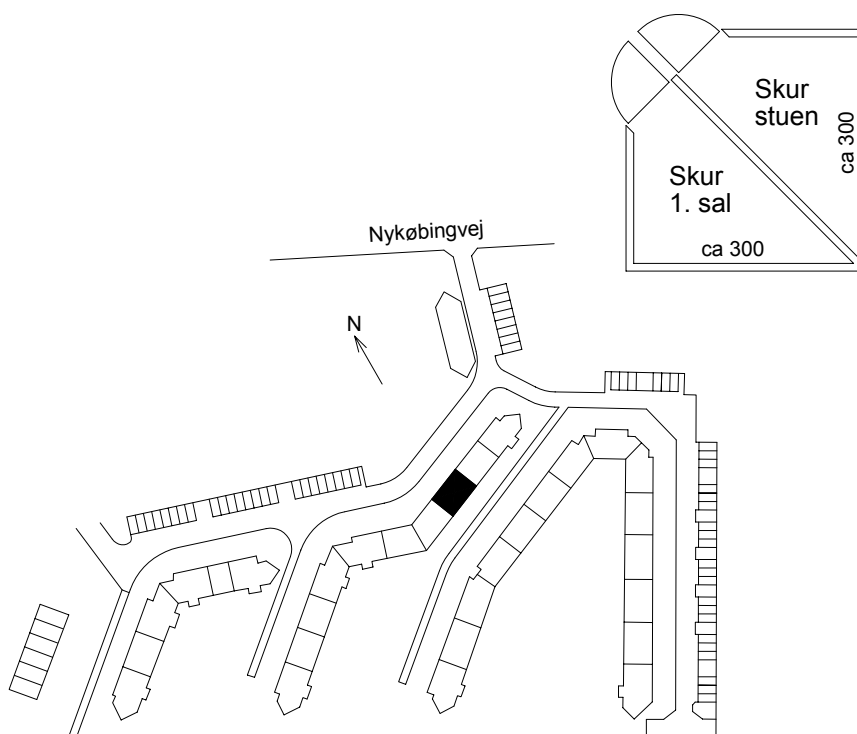 Skur
stuen
ca 300
Skur
1. sal
ca 300
Nykøbingvej
N